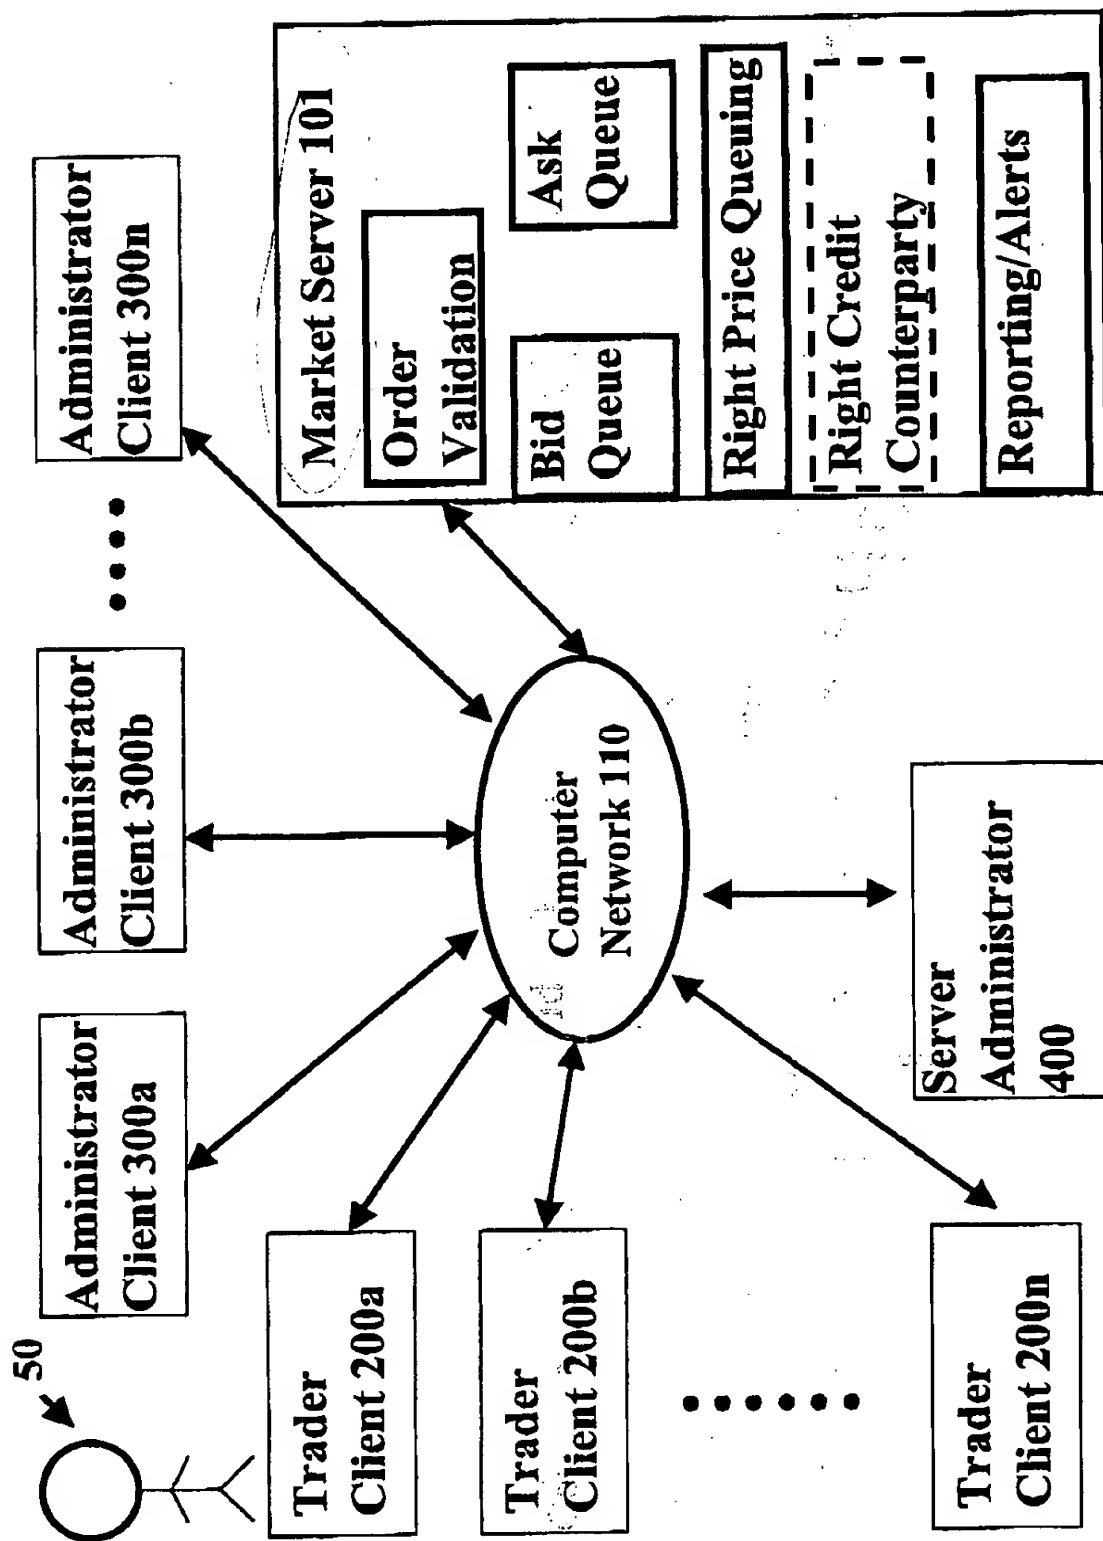 50
Administrator
Client 300a
Administrator
Client 300b
Administrator
Client 300n
Trader
Client 200a
Trader
Client 200b
Trader
Client 200n
Computer
Network 110
Server
Administrator
400
Market Server 101
Order
Validation
Bid
Queue
Ask
Queue
Right Price Queuing
Right Credit
Counterparty
Reporting/Alerts